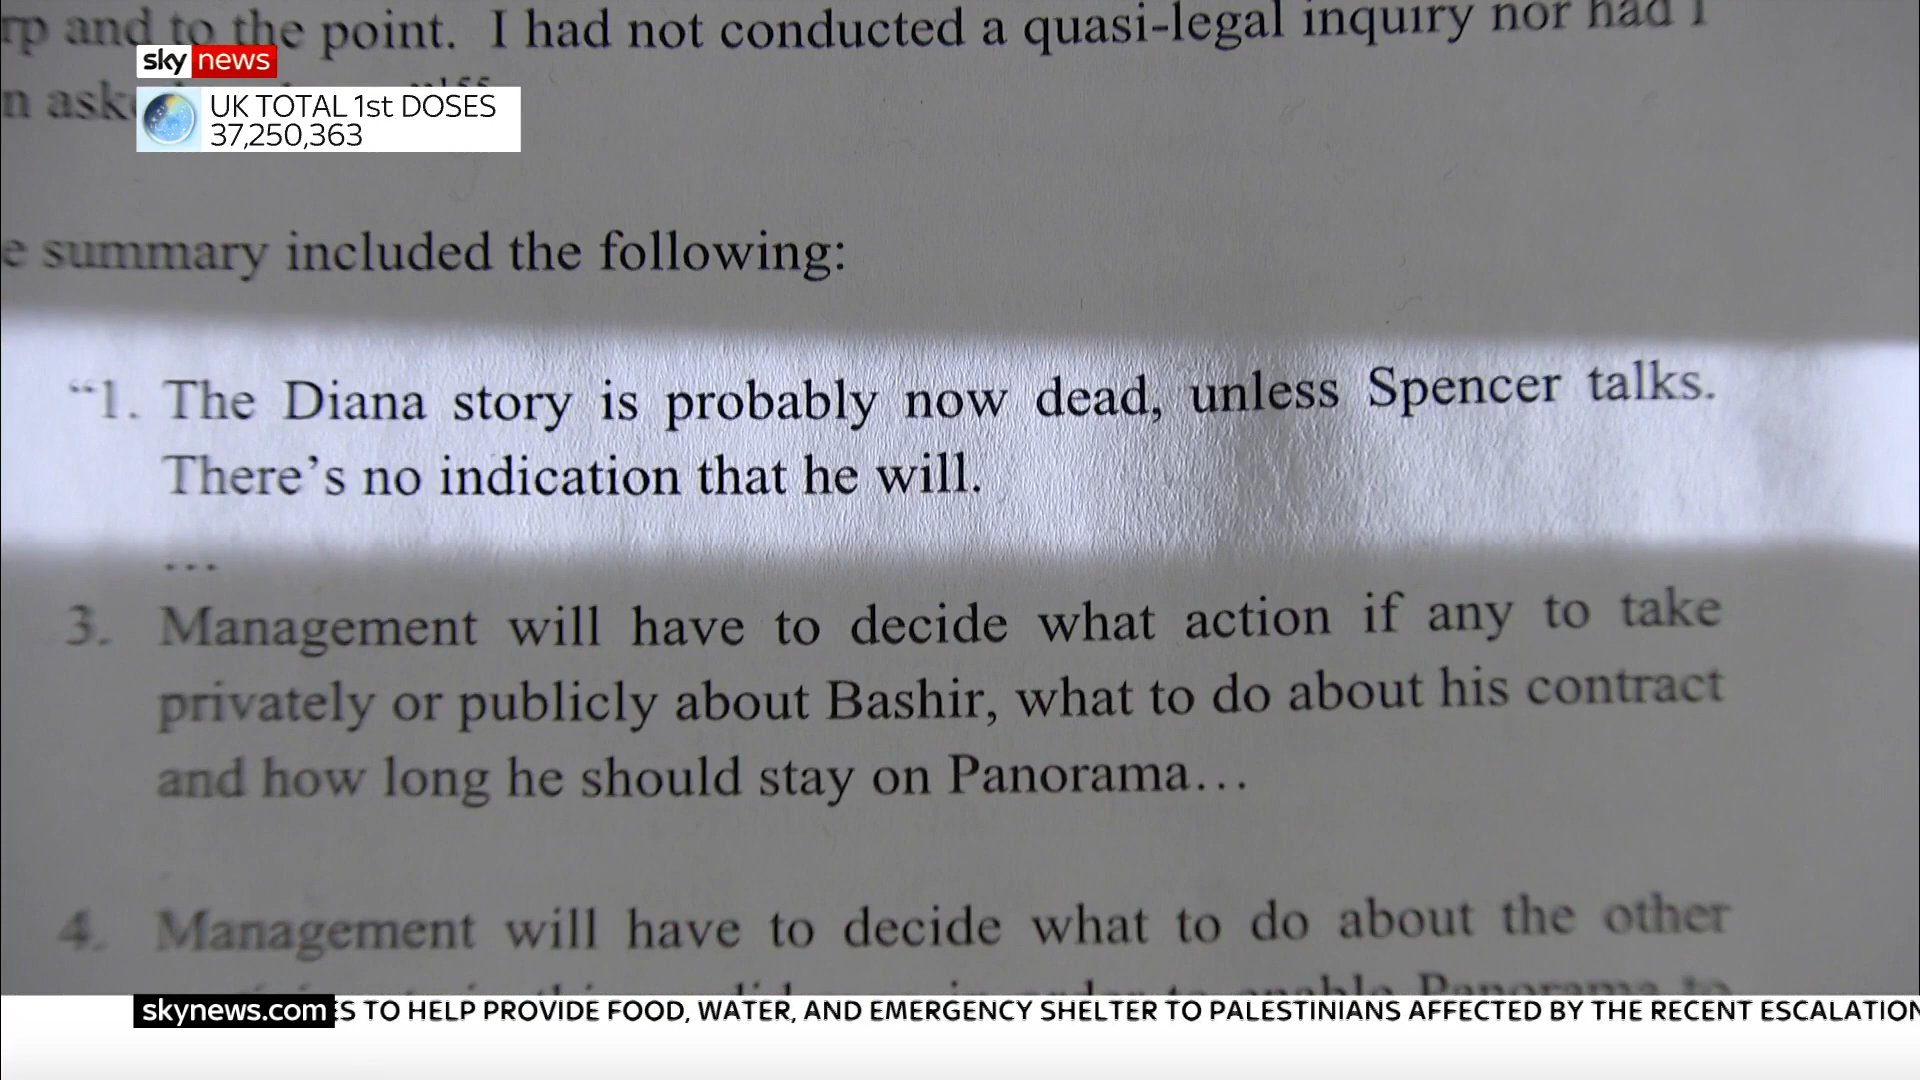 rp and to the point. I had not conducted a quasi-legal inquiry nor had I
sky news
n ask
UK TOTAL 1st DOSES
37,250,363
e summary included the following:
“1. The Diana story is probably now dead, unless Spencer talks.
There’s no indication that he will.
…
3. Management will have to decide what action if any to take
privately or publicly about Bashir, what to do about his contract
and how long he should stay on Panorama…
4. Management will have to decide what to do about the other
Panorama to
skynews.com ES TO HELP PROVIDE FOOD, WATER, AND EMERGENCY SHELTER TO PALESTINIANS AFFECTED BY THE RECENT ESCALATION